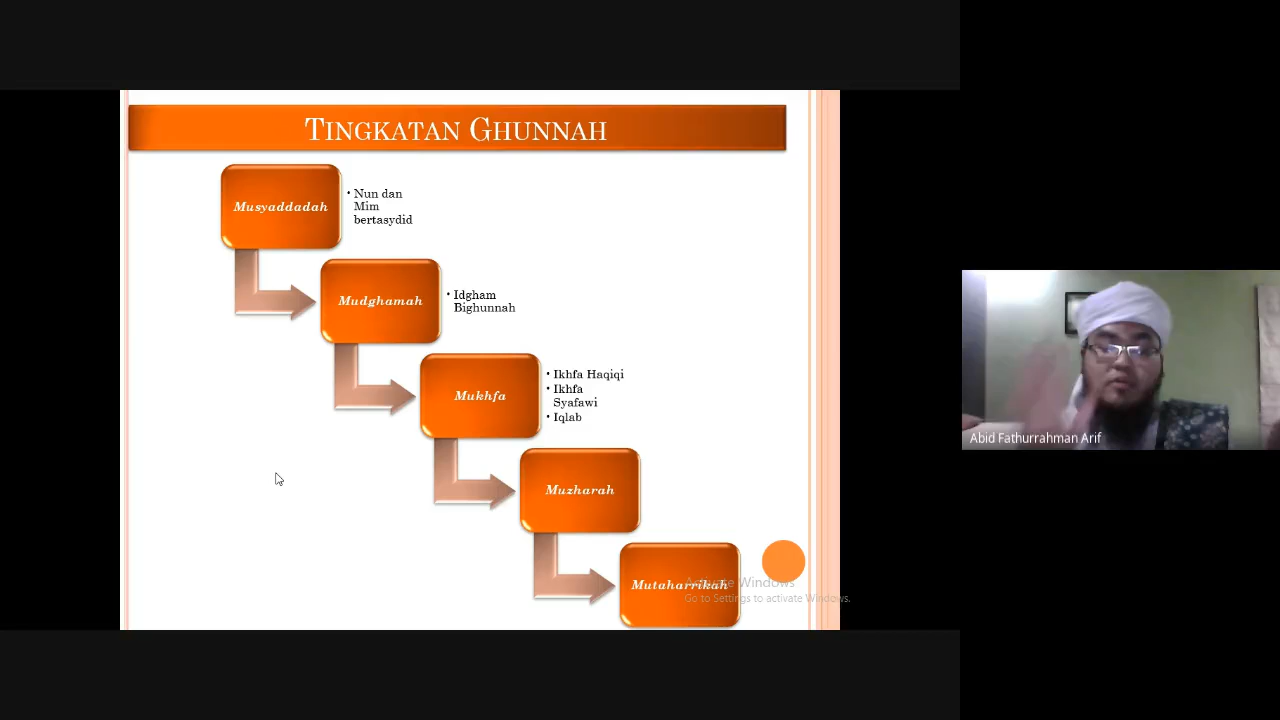 TINGKATAN GHUNNAH
Musyaddadah
• Nun dan
Mim
bertasydid
Mudghamah
• Idgham
Bighunnah
Mukhfa
• Ikhfa Haqiqi
• Ikhfa
Syafawi
• Iqlab
Muzharah
Mutaharrikah
Activate Windows
Go to Settings to activate Windows.
Abid Fathurrahman Arif